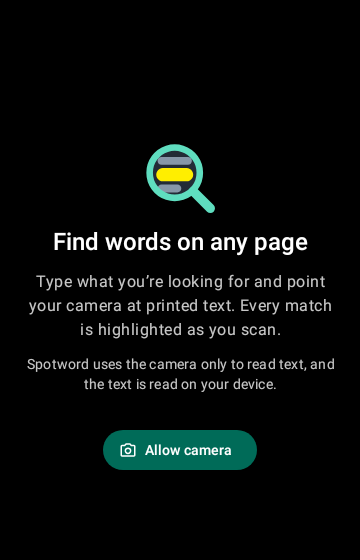 Find words on any page
Type what you’re looking for and point
your camera at printed text. Every match
is highlighted as you scan.
Spotword uses the camera only to read text, and
the text is read on your device.
Allow camera